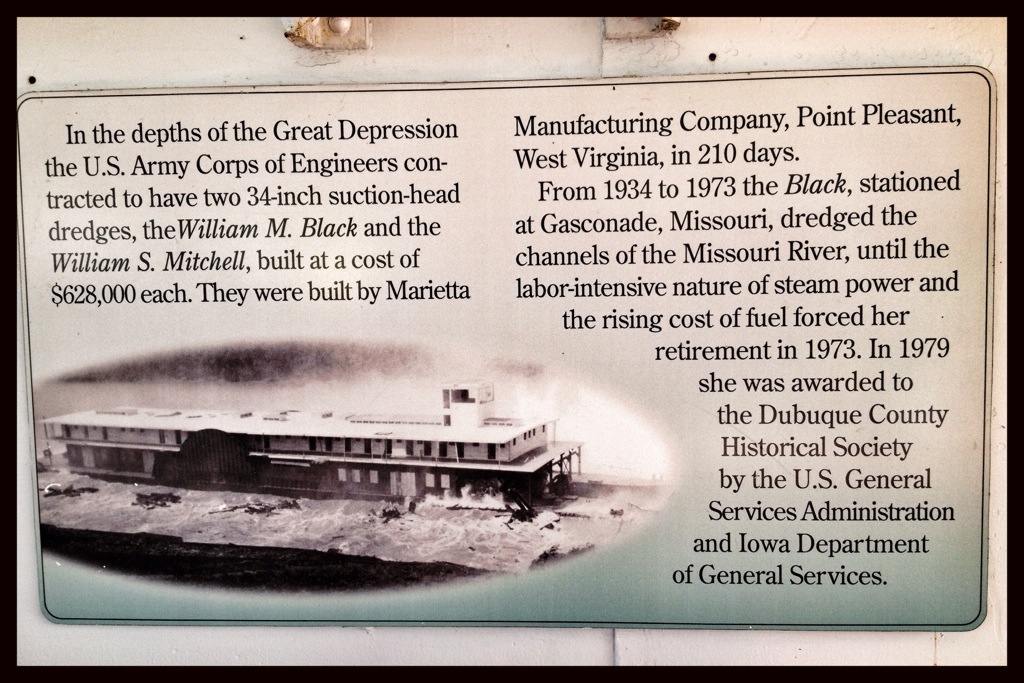 In the depths of the Great Depression
the U.S. Army Corps of Engineers con-
tracted to have two 34-inch suction-head
dredges, the William M. Black and the
William S. Mitchell, built at a cost of
$628,000 each. They were built by Marietta
Manufacturing Company, Point Pleasant,
West Virginia, in 210 days.
From 1934 to 1973 the Black, stationed
at Gasconade, Missouri, dredged the
channels of the Missouri River, until the
labor-intensive nature of steam power and
the rising cost of fuel forced her
retirement in 1973. In 1979
she was awarded to
the Dubuque County
Historical Society
by the U.S. General
Services Administration
and Iowa Department
of General Services.